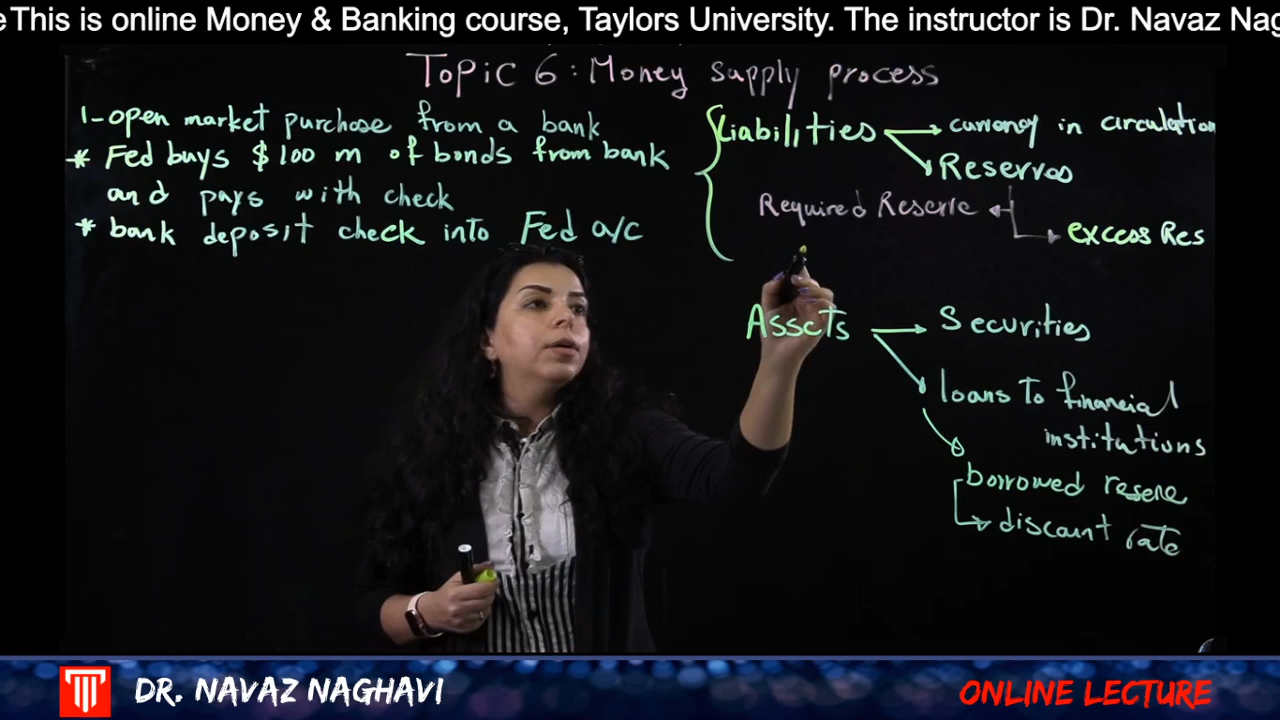 This is online Money & Banking course, Taylors University. The instructor is Dr. Navaz Nag
Topic 6: Money supply process
1-open market purchase from a bank
* Fed buys $100 m of bonds from bank
and pays with check
* bank deposit check into Fed a/c
Liabilities
currency in circulation
Reserves
Required Reserve
excess Res
Assets
Securities
loans to financial
institutions
borrowed reserve
discount rate
DR. NAVAZ NAGHAVI
ONLINE LECTURE